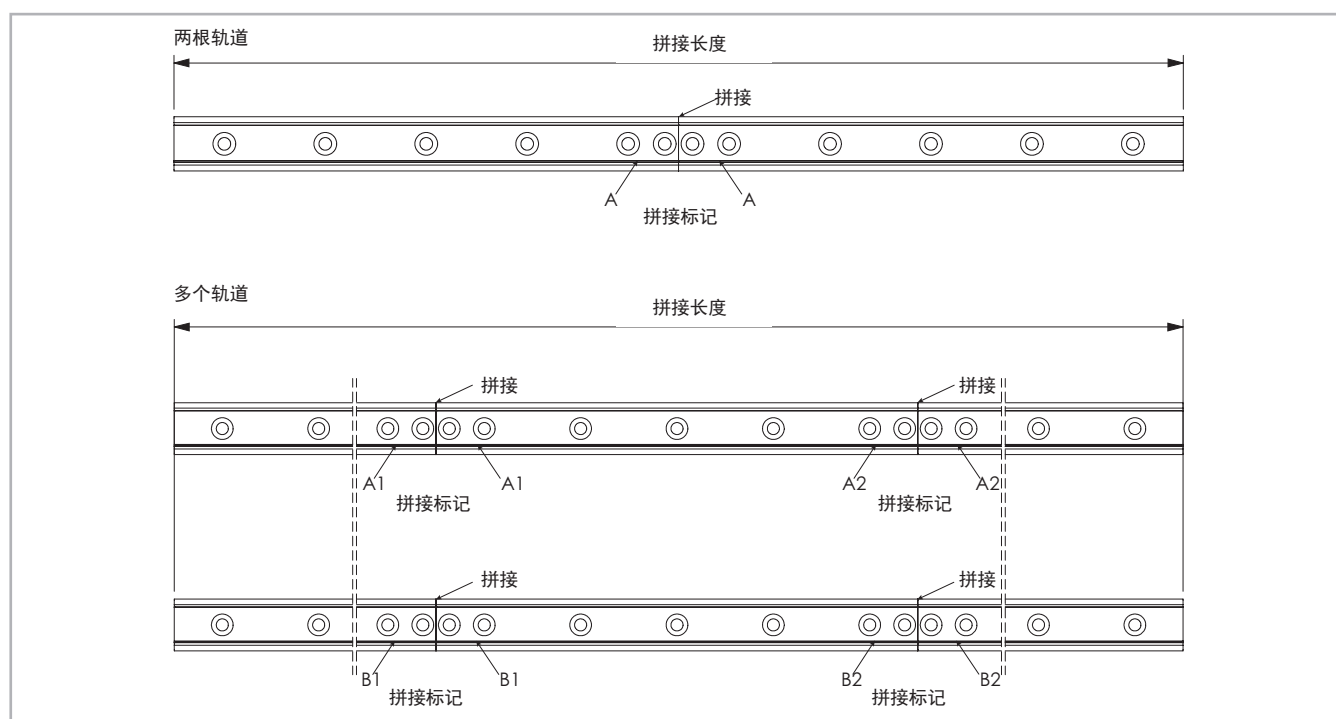 两根轨道
拼接长度
拼接
A A
拼接标记
多个轨道
拼接长度
拼接 拼接
A1 A1 A2 A2
拼接标记 拼接标记
拼接 拼接
B1 B1 B2 B2
拼接标记 拼接标记